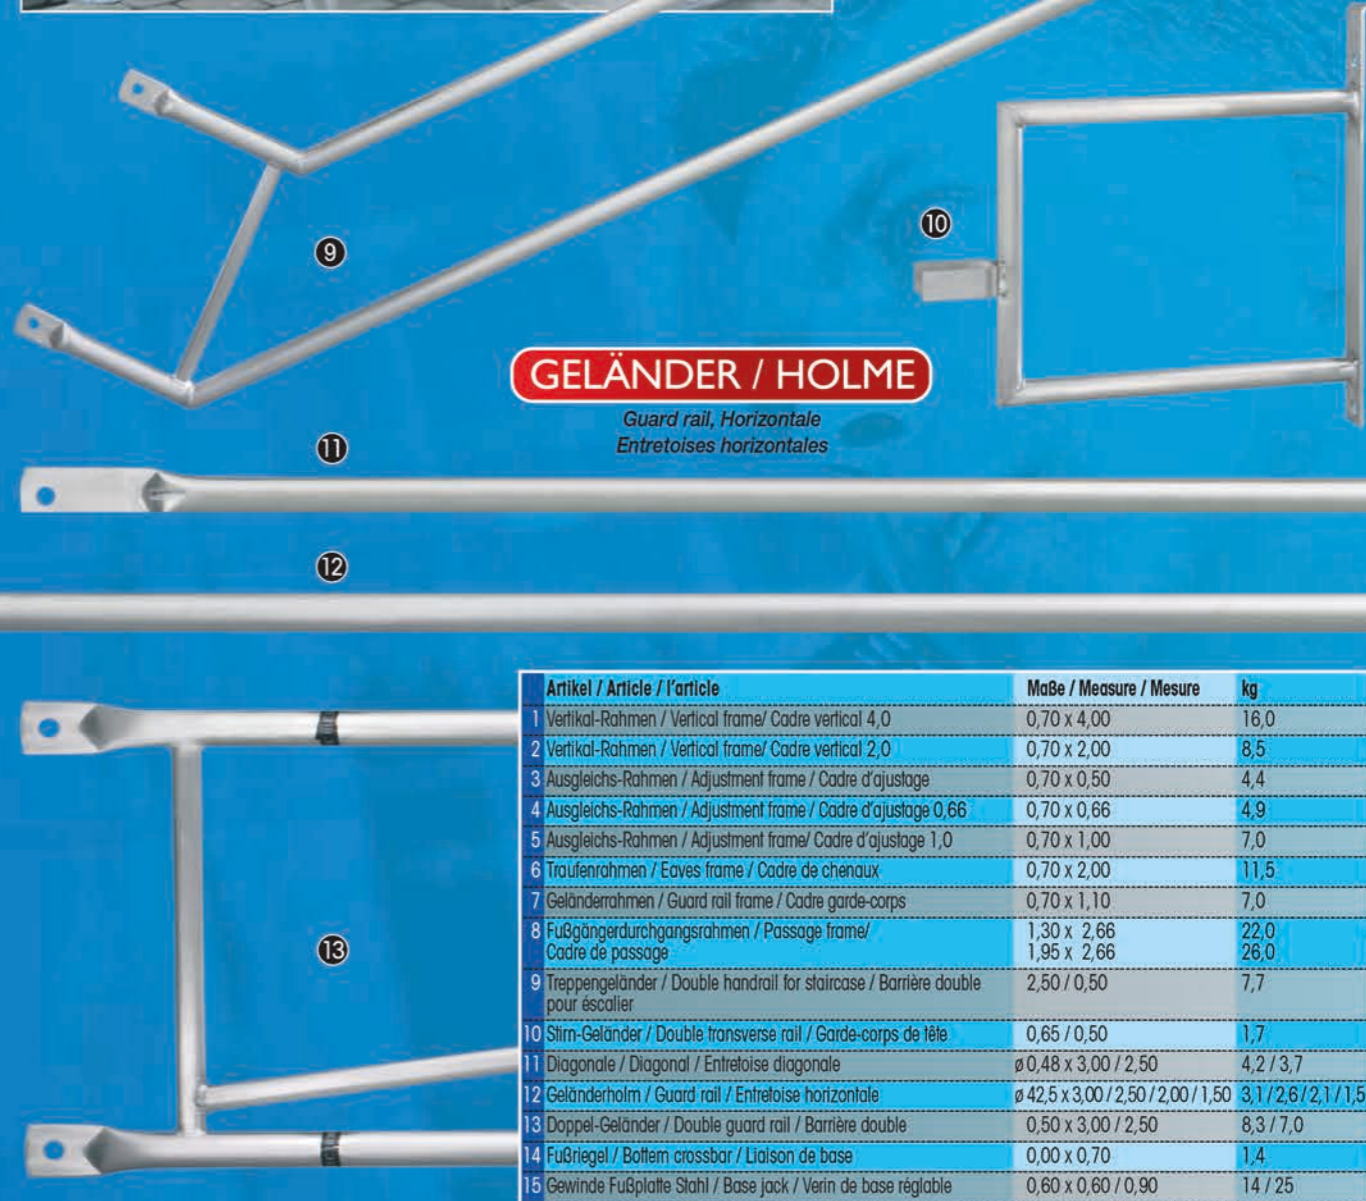 9
10
GELÄNDER / HOLME
Guard rail, Horizontale
Entretoises horizontales
11
12
13
Artikel / Article / l'article Maße / Measure / Mesure kg
1 Vertikal-Rahmen / Vertical frame/ Cadre vertical 4,0 0,70 x 4,00 16,0
2 Vertikal-Rahmen / Vertical frame/ Cadre vertical 2,0 0,70 x 2,00 8,5
3 Ausgleichs-Rahmen / Adjustment frame / Cadre d'ajustage 0,70 x 0,50 4,4
4 Ausgleichs-Rahmen / Adjustment frame / Cadre d'ajustage 0,66 0,70 x 0,66 4,9
5 Ausgleichs-Rahmen / Adjustment frame/ Cadre d'ajustage 1,0 0,70 x 1,00 7,0
6 Traufenrahmen / Eaves frame / Cadre de chenaux 0,70 x 2,00 11,5
7 Geländerrahmen / Guard rail frame / Cadre garde-corps 0,70 x 1,10 7,0
8 Fußgängerdurchgangsrahmen / Passage frame/ 1,30 x 2,66 22,0
Cadre de passage 1,95 x 2,66 26,0
9 Treppengeländer / Double handrail for staircase / Barrière double 2,50 / 0,50 7,7
pour éscalier
10 Stirn-Geländer / Double transverse rail / Garde-corps de tête 0,65 / 0,50 1,7
11 Diagonale / Diagonal / Entretoise diagonale ø 0,48 x 3,00 / 2,50 4,2 / 3,7
12 Geländerholm / Guard rail / Entretoise horizontale ø 42,5 x 3,00 / 2,50 / 2,00 / 1,50 3,1 / 2,6 / 2,1 / 1,5
13 Doppel-Geländer / Double guard rail / Barrière double 0,50 x 3,00 / 2,50 8,3 / 7,0
14 Fußriegel / Bottem crossbar / Liaison de base 0,00 x 0,70 1,4
15 Gewinde Fußplatte Stahl / Base jack / Verin de base réglable 0,60 x 0,60 / 0,90 14 / 25